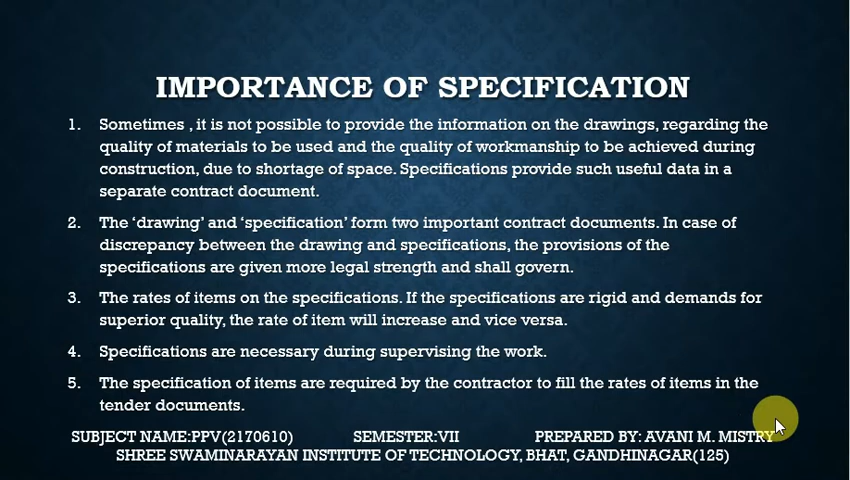 IMPORTANCE OF SPECIFICATION
1. Sometimes , it is not possible to provide the information on the drawings, regarding the
quality of materials to be used and the quality of workmanship to be achieved during
construction, due to shortage of space. Specifications provide such useful data in a
separate contract document.
2. The ‘drawing’ and ‘specification’ form two important contract documents. In case of
discrepancy between the drawing and specifications, the provisions of the
specifications are given more legal strength and shall govern.
3. The rates of items on the specifications. If the specifications are rigid and demands for
superior quality, the rate of item will increase and vice versa.
4. Specifications are necessary during supervising the work.
5. The specification of items are required by the contractor to fill the rates of items in the
tender documents.
SUBJECT NAME:PPV(2170610) SEMESTER:VII PREPARED BY: AVANI M. MISTRY
SHREE SWAMINARAYAN INSTITUTE OF TECHNOLOGY, BHAT, GANDHINAGAR(125)